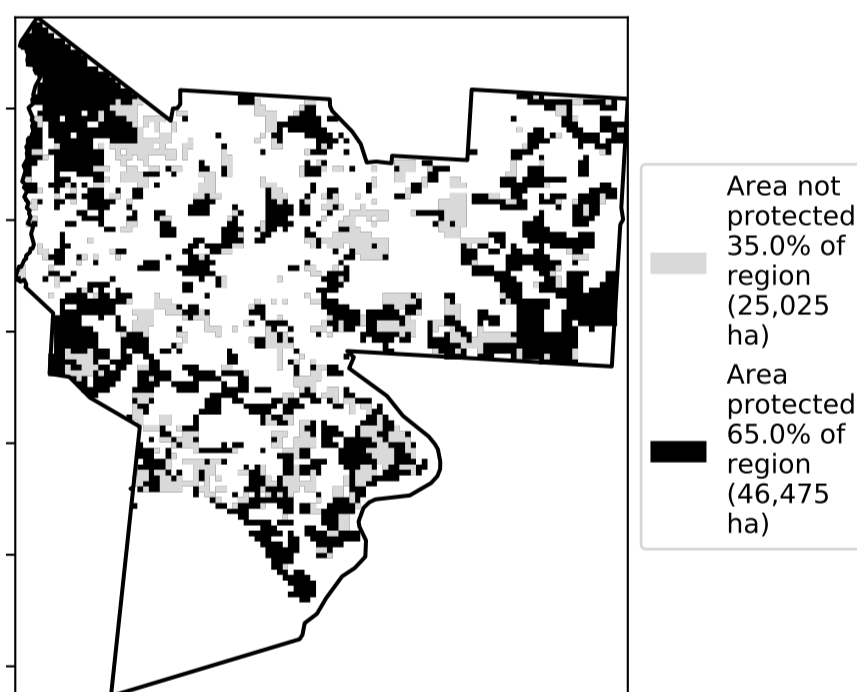 Area not
protected
35.0% of
region
(25,025
ha)
Area
protected
65.0% of
region
(46,475
ha)